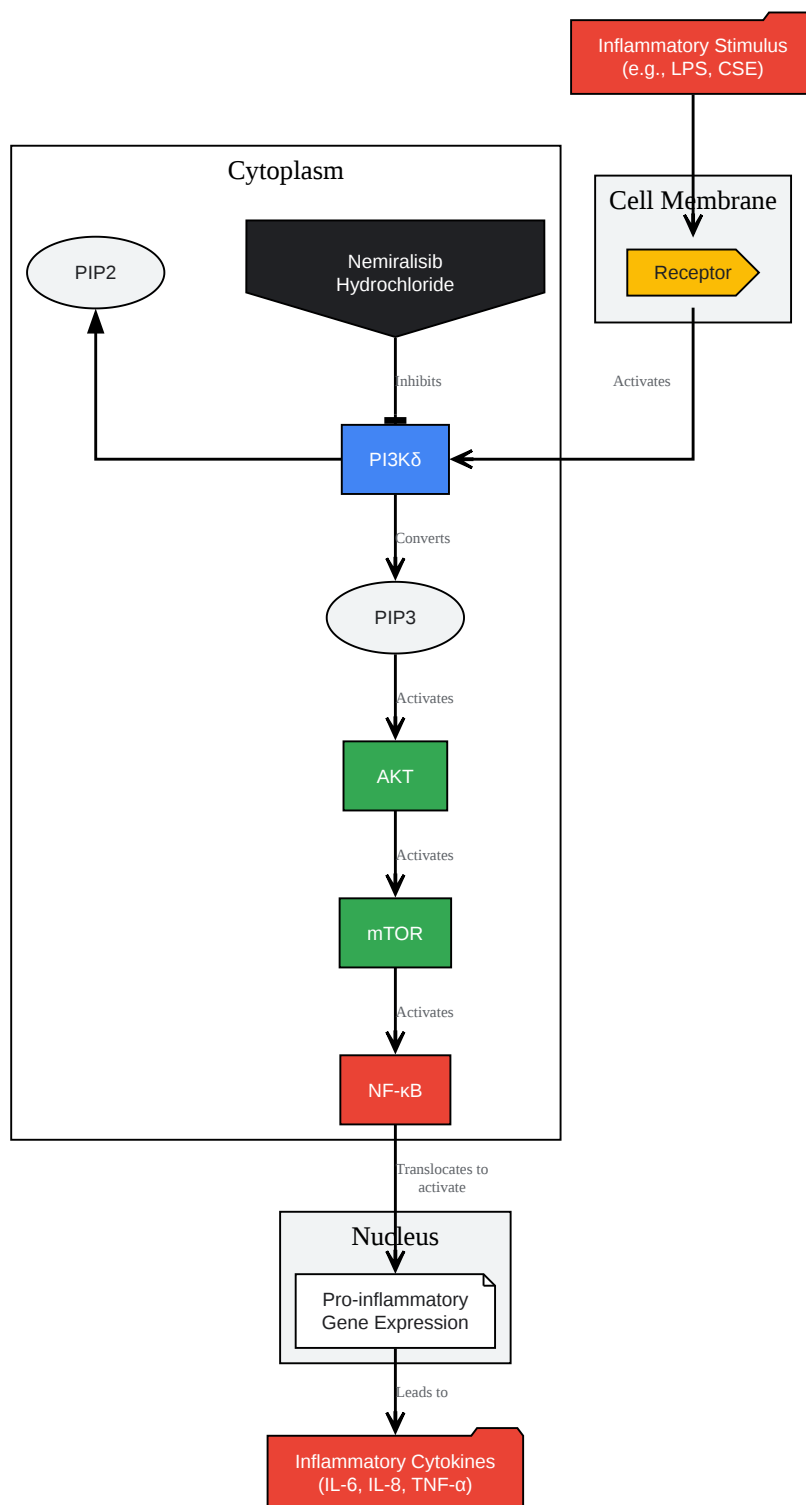 Inflammatory Stimulus
(e.g., LPS, CSE)
Cytoplasm
Cell Membrane
PIP2
Nemiralisib
Hydrochloride
Receptor
Inhibits
Activates
PI3Kδ
Converts
PIP3
Activates
AKT
Activates
mTOR
Activates
NF-κB
Translocates to
activate
Nucleus
Pro-inflammatory
Gene Expression
Leads to
Inflammatory Cytokines
(IL-6, IL-8, TNF-α)